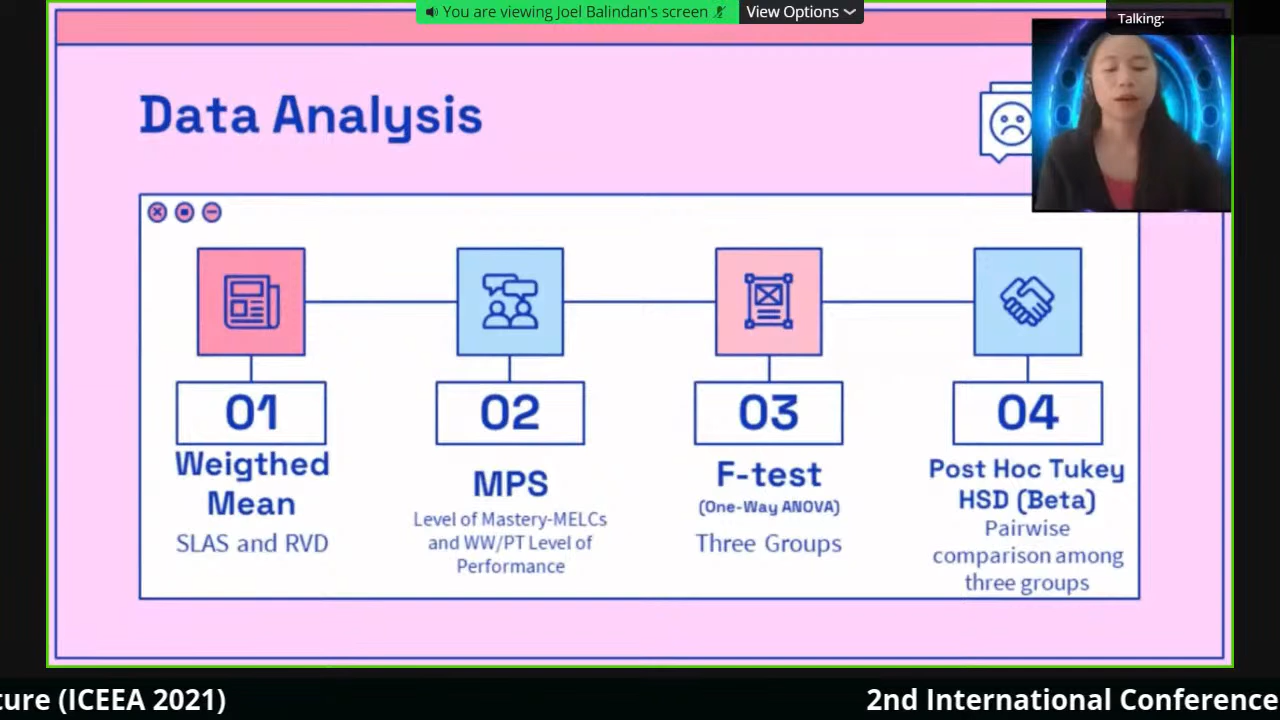 You are viewing Joel Balindan's screen
View Options
Talking:
Data Analysis
01
Weigthed
Mean
SLAS and RVD
02
MPS
Level of Mastery-MELCs
and WW/PT Level of
Performance
03
F-test
(One-Way ANOVA)
Three Groups
04
Post Hoc Tukey
HSD (Beta)
Pairwise
comparison among
three groups
ture (ICEEA 2021)
2nd International Conference